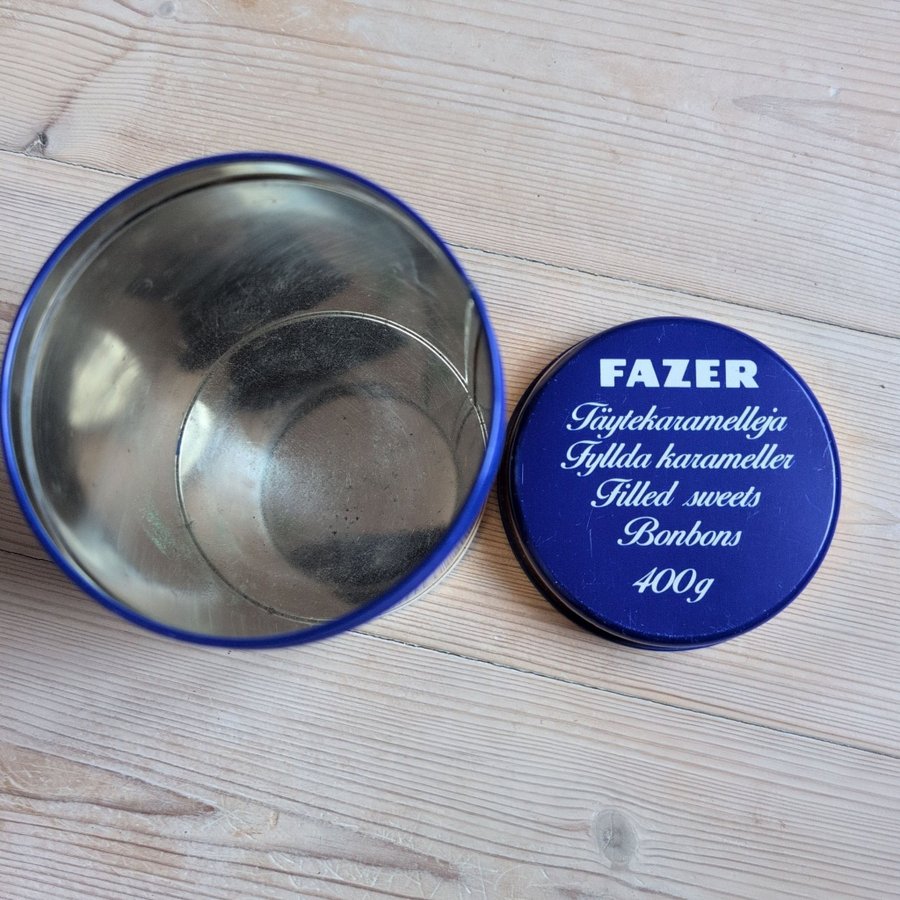 FAZER
Täytekaramelleja
Fyllda karameller
Filled sweets
Bonbons
400g